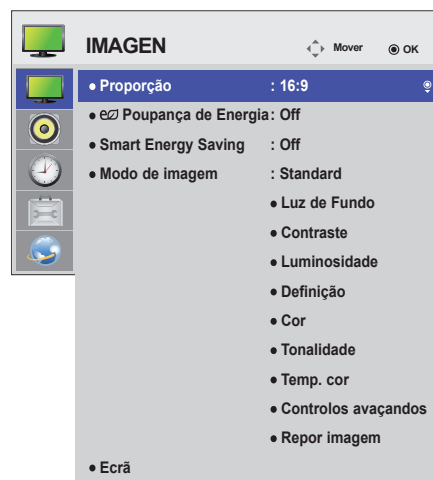 IMAGEN Mover OK
● Proporção : 16:9
● e Poupança de Energia: Off
● Smart Energy Saving : Off
● Modo de imagem : Standard
● Luz de Fundo
● Contraste
● Luminosidade
● Definição
● Cor
● Tonalidade
● Temp. cor
● Controlos avaçandos
● Repor imagem
● Ecrã